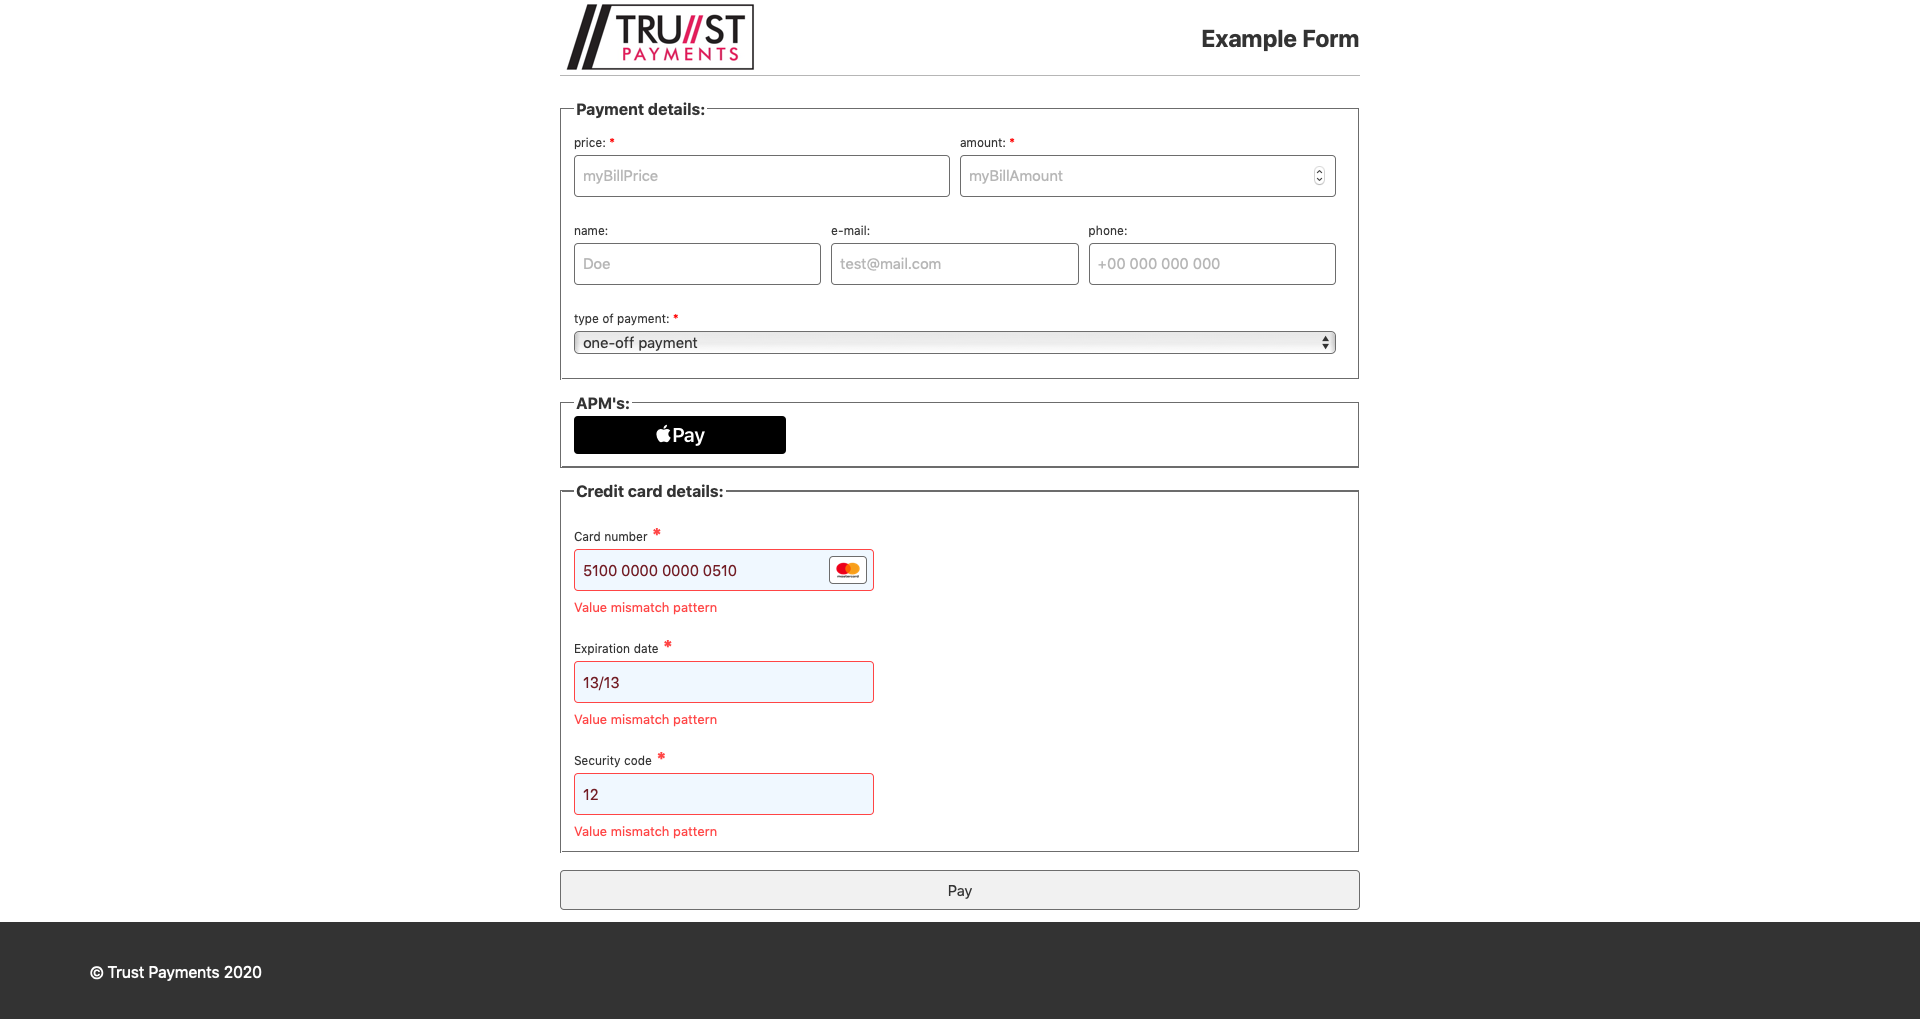 TRU//ST
PAYMENTS
Example Form
Payment details:
price: *
amount: *
myBillPrice
myBillAmount
name:
e-mail:
phone:
Doe
test@mail.com
+00 000 000 000
type of payment: *
one-off payment
APM's:
Pay
Credit card details:
Card number *
5100 0000 0000 0510
mastercard
Value mismatch pattern
Expiration date *
13/13
Value mismatch pattern
Security code *
12
Value mismatch pattern
Pay
© Trust Payments 2020